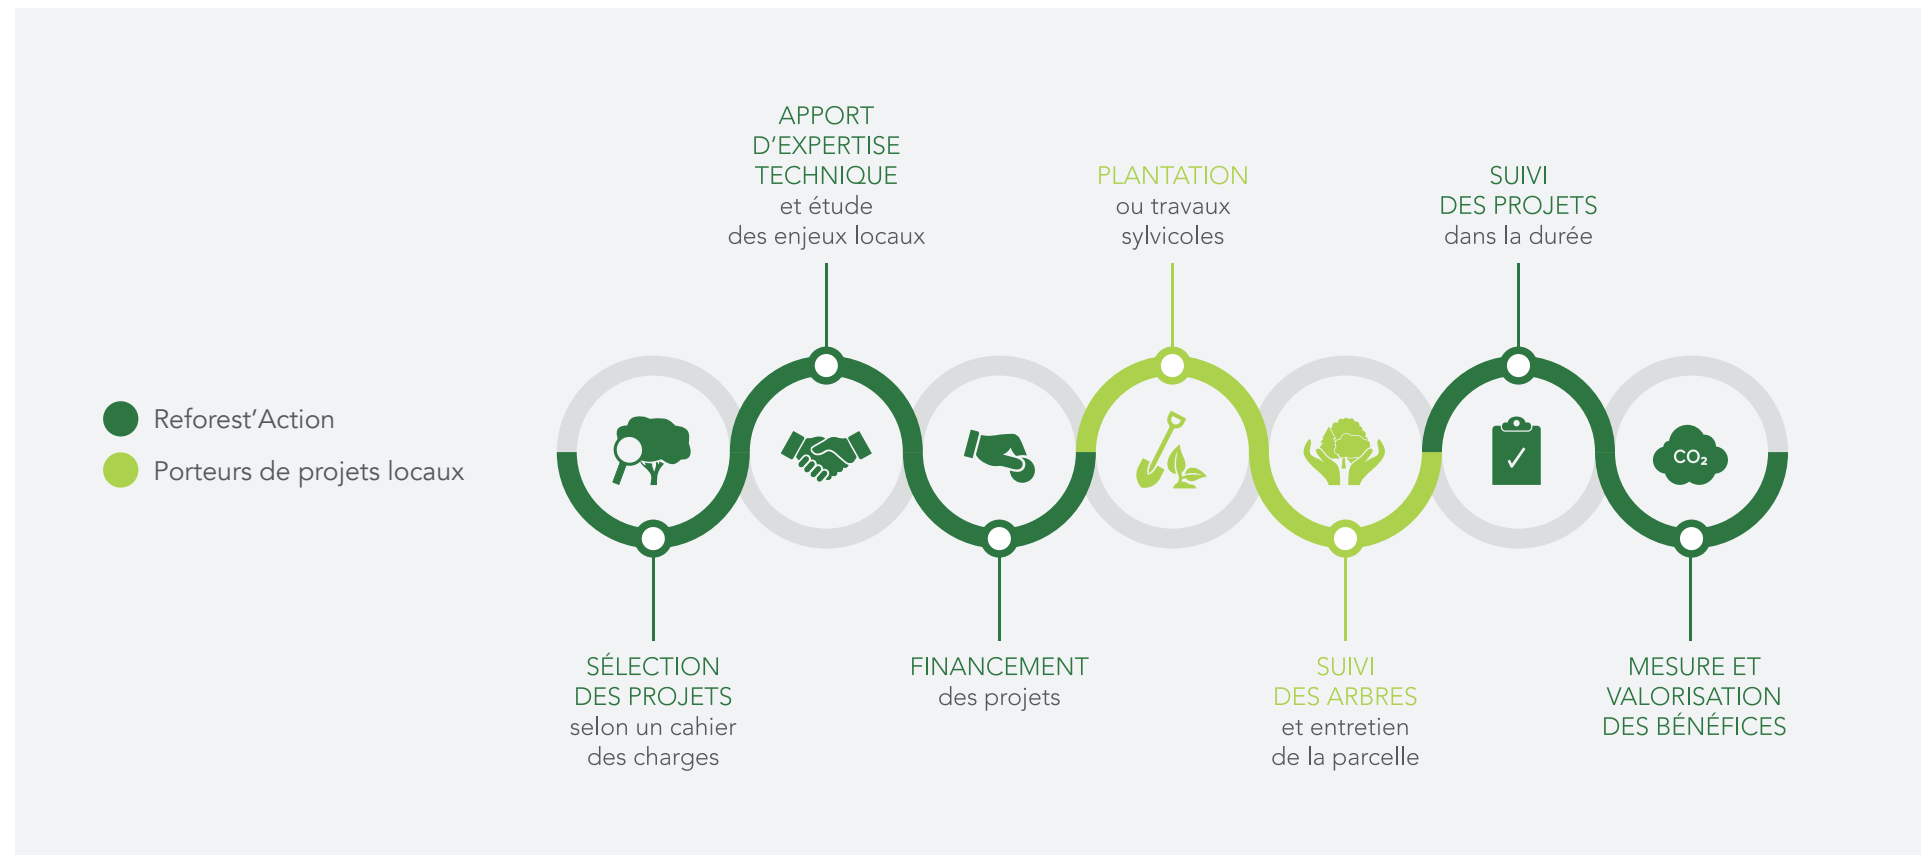 APPORT
D'EXPERTISE
TECHNIQUE
et étude
des enjeux locaux
PLANTATION
ou travaux
sylvicoles
SUIVI
DES PROJETS
dans la durée
Reforest'Action
Porteurs de projets locaux
CO₂
SÉLECTION
DES PROJETS
selon un cahier
des charges
FINANCEMENT
des projets
SUIVI
DES ARBRES
et entretien
de la parcelle
MESURE ET
VALORISATION
DES BÉNÉFICES